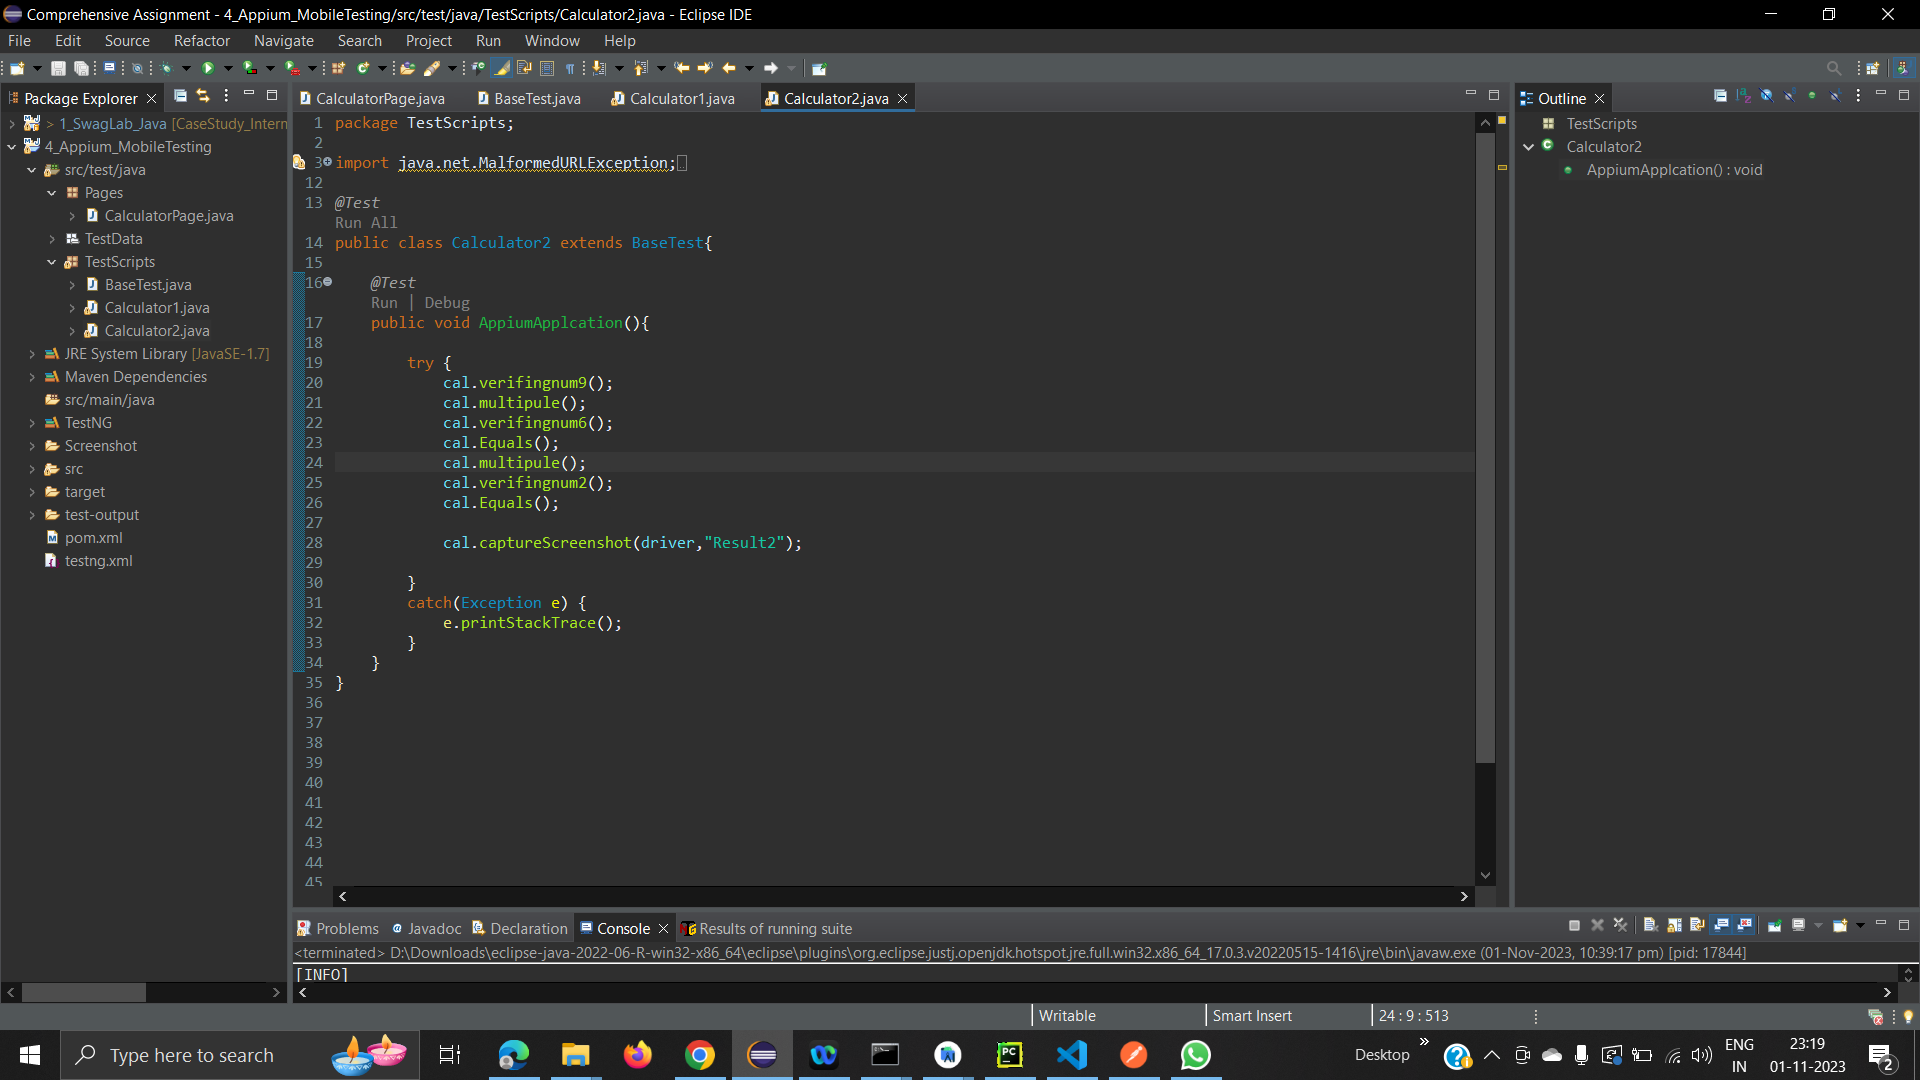 Comprehensive Assignment - 4_Appium_MobileTesting/src/test/java/TestScripts/Calculator2.java - Eclipse IDE
File Edit Source Refactor Navigate Search Project Run Window Help
Package Explorer
> 1_SwagLab_Java [CaseStudy_Intern
4_Appium_MobileTesting
src/test/java
Pages
CalculatorPage.java
TestData
TestScripts
BaseTest.java
Calculator1.java
Calculator2.java
JRE System Library [JavaSE-1.7]
Maven Dependencies
src/main/java
TestNG
Screenshot
src
target
test-output
pom.xml
testng.xml
CalculatorPage.java BaseTest.java Calculator1.java Calculator2.java
1 package TestScripts;
2
3 import java.net.MalformedURLException;
12
13 @Test
Run All
14 public class Calculator2 extends BaseTest{
15
16 @Test
Run | Debug
17 public void AppiumApplcation(){
18
19 try {
20 cal.verifingnum9();
21 cal.multipule();
22 cal.verifingnum6();
23 cal.Equals();
24 cal.multipule();
25 cal.verifingnum2();
26 cal.Equals();
27
28 cal.captureScreenshot(driver,"Result2");
29
30 }
31 catch(Exception e) {
32 e.printStackTrace();
33 }
34 }
35 }
36
37
38
39
40
41
42
43
44
45
Outline
TestScripts
Calculator2
AppiumApplcation() : void
Problems Javadoc Declaration Console Results of running suite
<terminated> D:\Downloads\eclipse-java-2022-06-R-win32-x86_64\eclipse\plugins\org.eclipse.justj.openjdk.hotspot.jre.full.win32.x86_64_17.0.3.v20220515-1416\jre\bin\javaw.exe (01-Nov-2023, 10:39:17 pm) [pid: 17844]
[INFO]
Writable Smart Insert 24 : 9 : 513
Type here to search
PC
Desktop
ENG
IN
23:19
01-11-2023
2